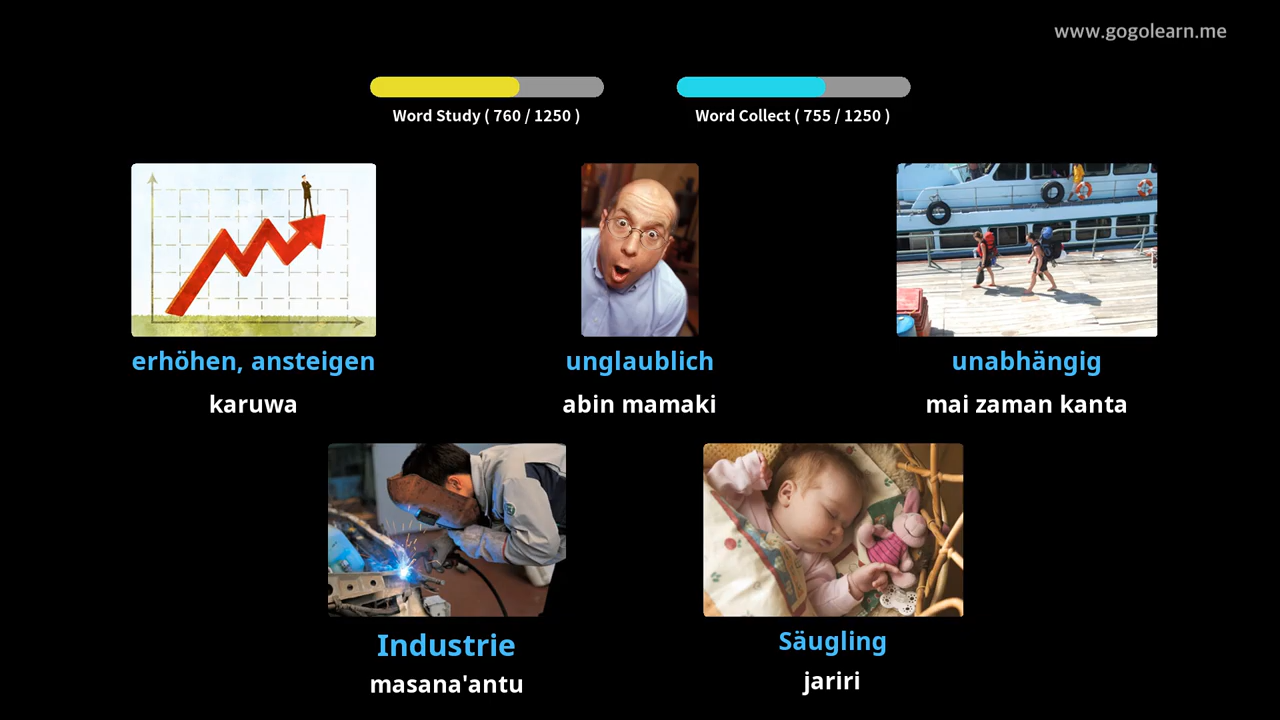 www.gogolearn.me
Word Study ( 760 / 1250 )
Word Collect ( 755 / 1250 )
erhöhen, ansteigen
karuwa
unglaublich
abin mamaki
unabhängig
mai zaman kanta
Industrie
masana'antu
Säugling
jariri